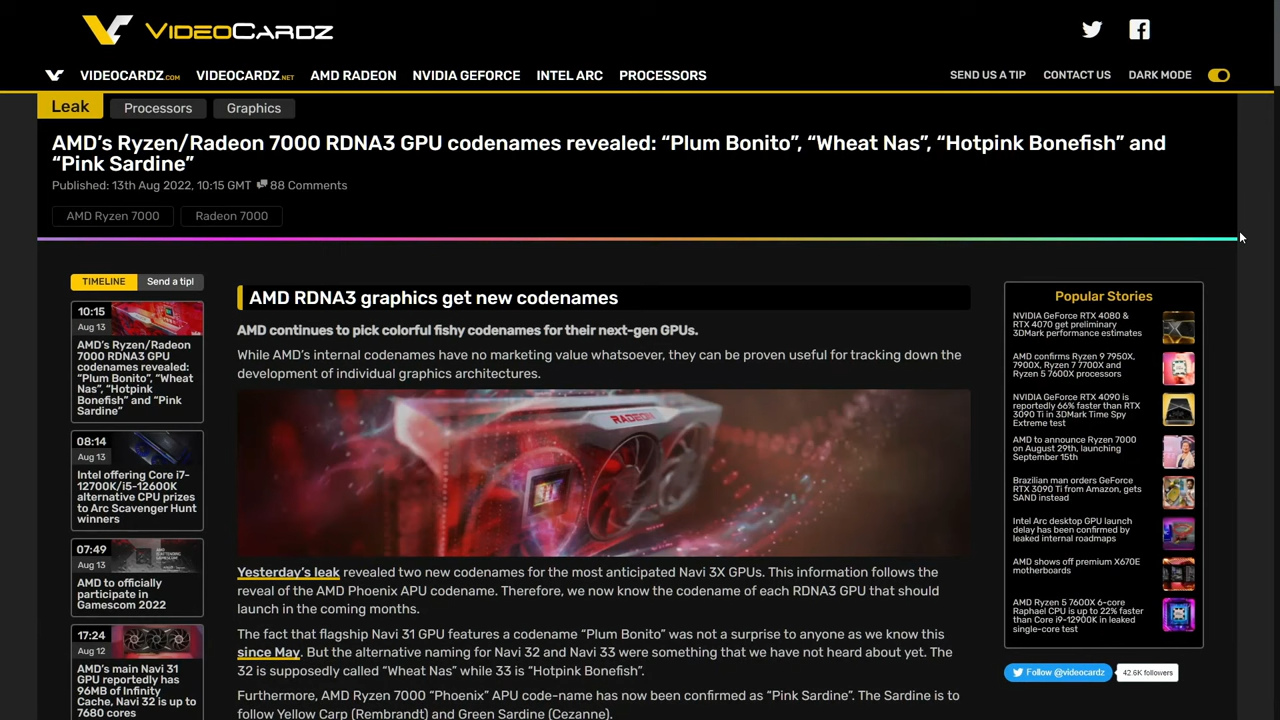 VIDEOCARDZ
VIDEOCARDZ.COM VIDEOCARDZ.NET AMD RADEON NVIDIA GEFORCE INTEL ARC PROCESSORS SEND US A TIP CONTACT US DARK MODE
Leak Processors Graphics
AMD's Ryzen/Radeon 7000 RDNA3 GPU codenames revealed: “Plum Bonito”, “Wheat Nas”, “Hotpink Bonefish” and
“Pink Sardine”
Published: 13th Aug 2022, 10:15 GMT 88 Comments
AMD Ryzen 7000 Radeon 7000
TIMELINE Send a tip!
10:15
Aug 13
AMD's Ryzen/Radeon
7000 RDNA3 GPU
codenames revealed:
“Plum Bonito”, “Wheat
Nas”, “Hotpink
Bonefish” and “Pink
Sardine”
08:14
Aug 13
Intel offering Core i7-
12700K/i5-12600K
alternative CPU prizes
to Arc Scavenger Hunt
winners
07:49
Aug 13
AMD to officially
participate in
Gamescom 2022
17:24
Aug 12
AMD's main Navi 31
GPU reportedly has
96MB of Infinity
Cache, Navi 32 is up to
7680 cores
AMD RDNA3 graphics get new codenames
AMD continues to pick colorful fishy codenames for their next-gen GPUs.
While AMD's internal codenames have no marketing value whatsoever, they can be proven useful for tracking down the
development of individual graphics architectures.
RADEON
Yesterday's leak revealed two new codenames for the most anticipated Navi 3X GPUs. This information follows the
reveal of the AMD Phoenix APU codename. Therefore, we now know the codename of each RDNA3 GPU that should
launch in the coming months.
The fact that flagship Navi 31 GPU features a codename “Plum Bonito” was not a surprise to anyone as we know this
since May. But the alternative naming for Navi 32 and Navi 33 were something that we have not heard about yet. The
32 is supposedly called “Wheat Nas” while 33 is “Hotpink Bonefish”.
Furthermore, AMD Ryzen 7000 “Phoenix” APU code-name has now been confirmed as “Pink Sardine”. The Sardine is to
follow Yellow Carp (Rembrandt) and Green Sardine (Cezanne).
Popular Stories
NVIDIA GeForce RTX 4080 &
RTX 4070 get preliminary
3DMark performance estimates
AMD confirms Ryzen 9 7950X,
7900X, Ryzen 7 7700X and
Ryzen 5 7600X processors
NVIDIA GeForce RTX 4090 is
reportedly 66% faster than RTX
3090 Ti in 3DMark Time Spy
Extreme test
AMD to announce Ryzen 7000
on August 29th, launching
September 15th
Brazilian man orders GeForce
RTX 3090 Ti from Amazon, gets
SAND instead
Intel Arc desktop GPU launch
delay has been confirmed by
leaked internal roadmaps
AMD shows off premium X670E
motherboards
AMD Ryzen 5 7600X 6-core
Raphael CPU is up to 22% faster
than Core i9-12900K in leaked
single-core test
Follow @videocardz 42.6K followers